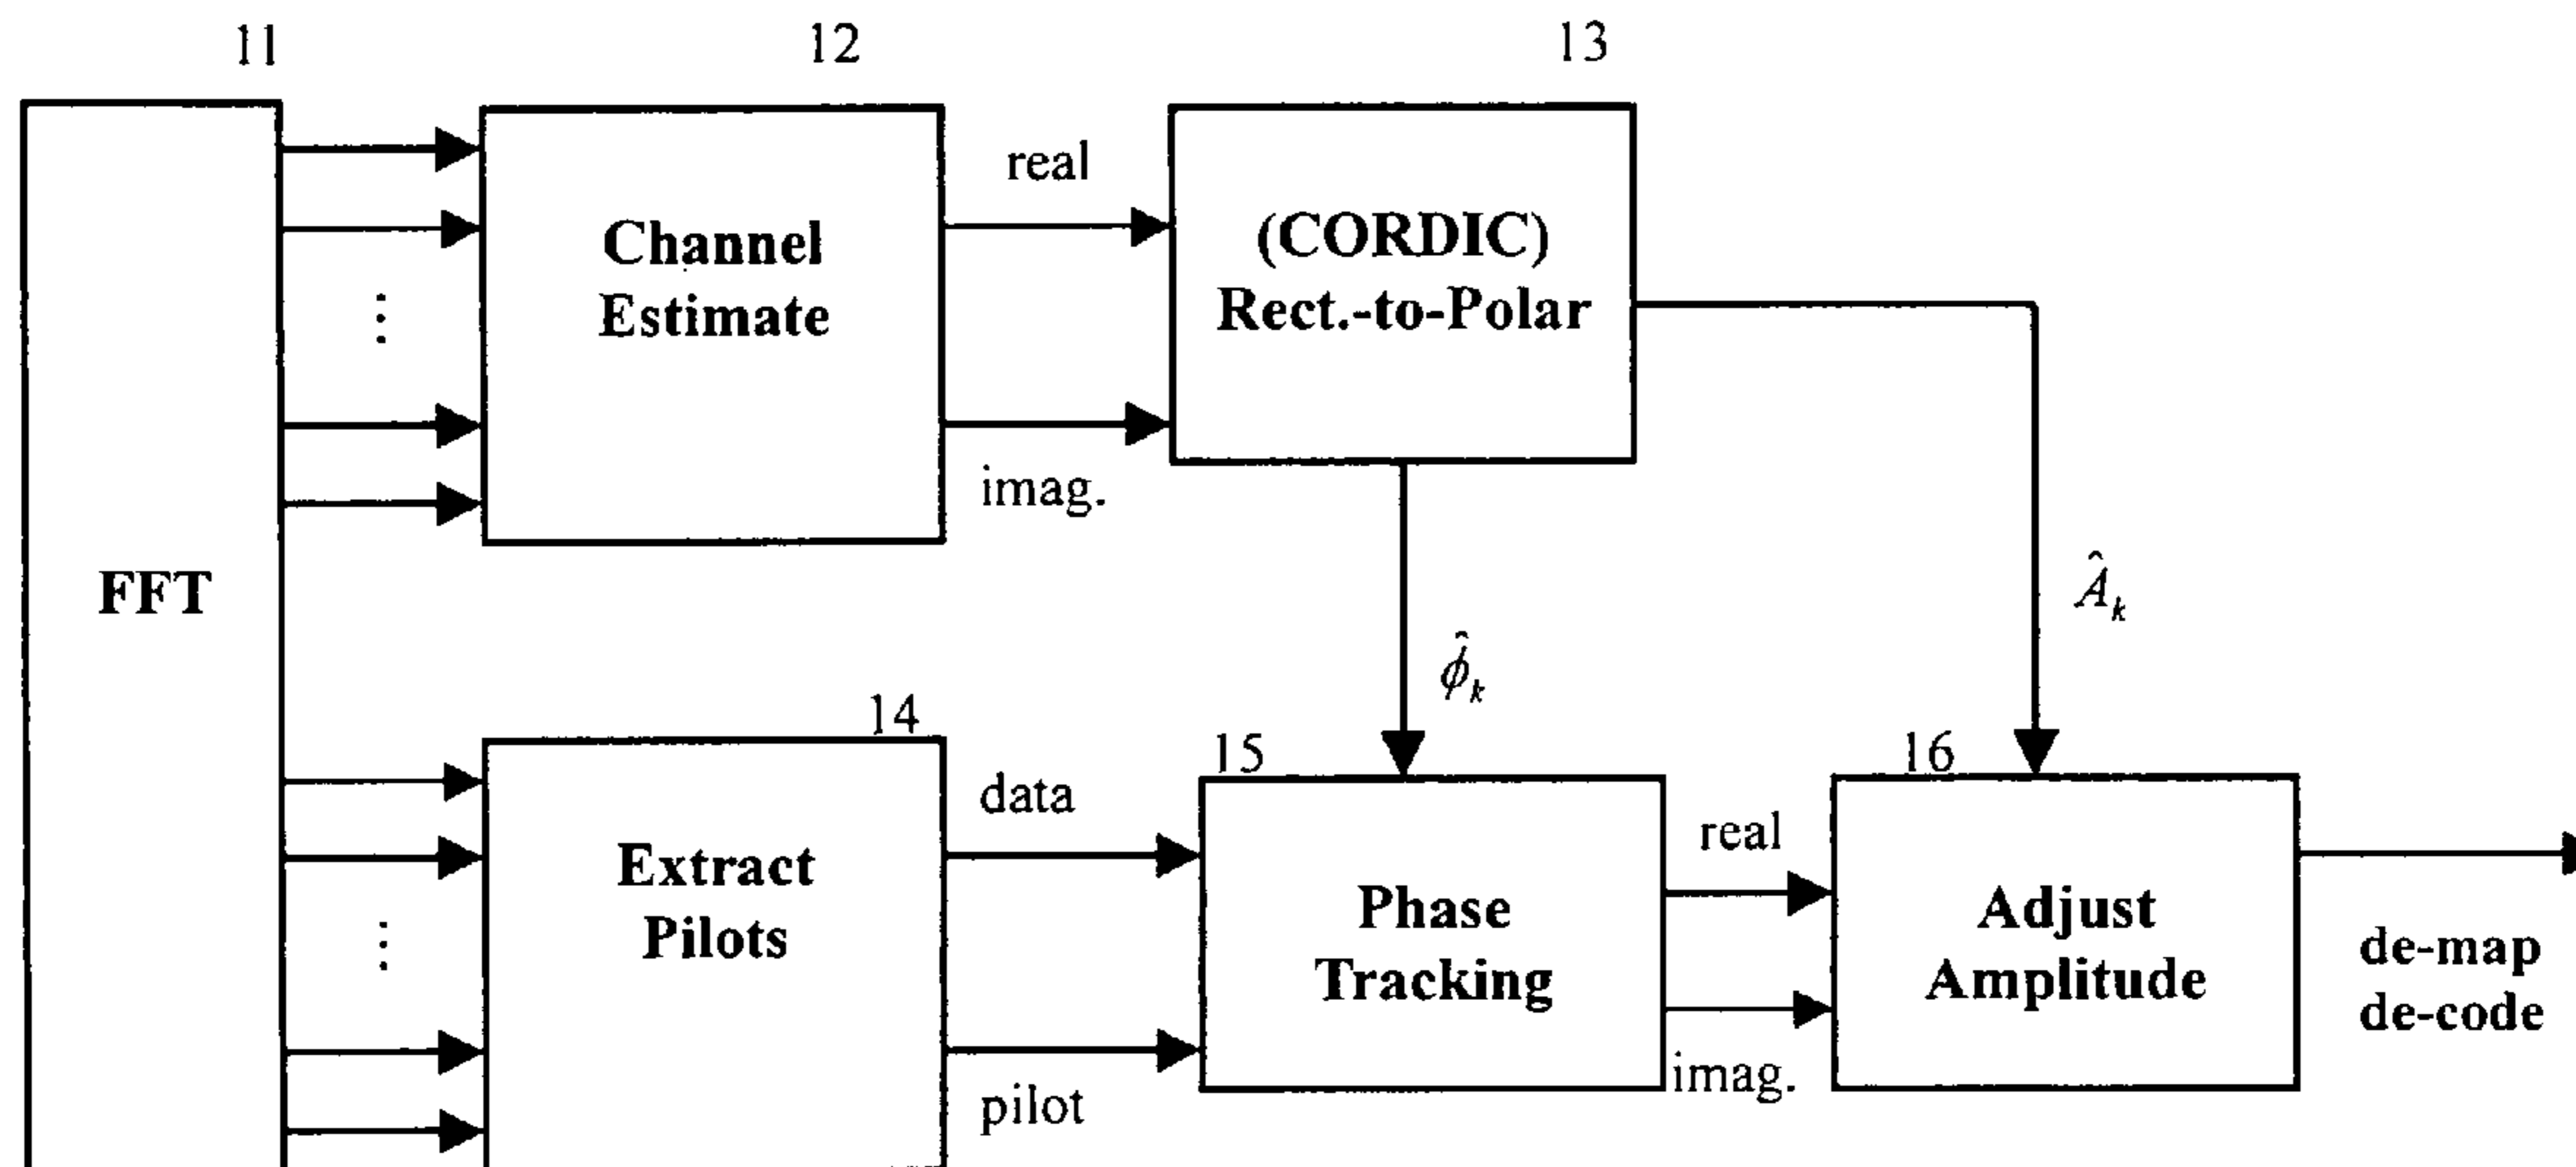 11
12
13
real
(CORDIC)
Rect.-to-Polar
Channel
Estimate
imag.
FFT
Â_k
ϕ̂_k
14
15
16
data
real
Extract
Pilots
Phase
Tracking
Adjust
Amplitude
de-map
de-code
imag.
pilot